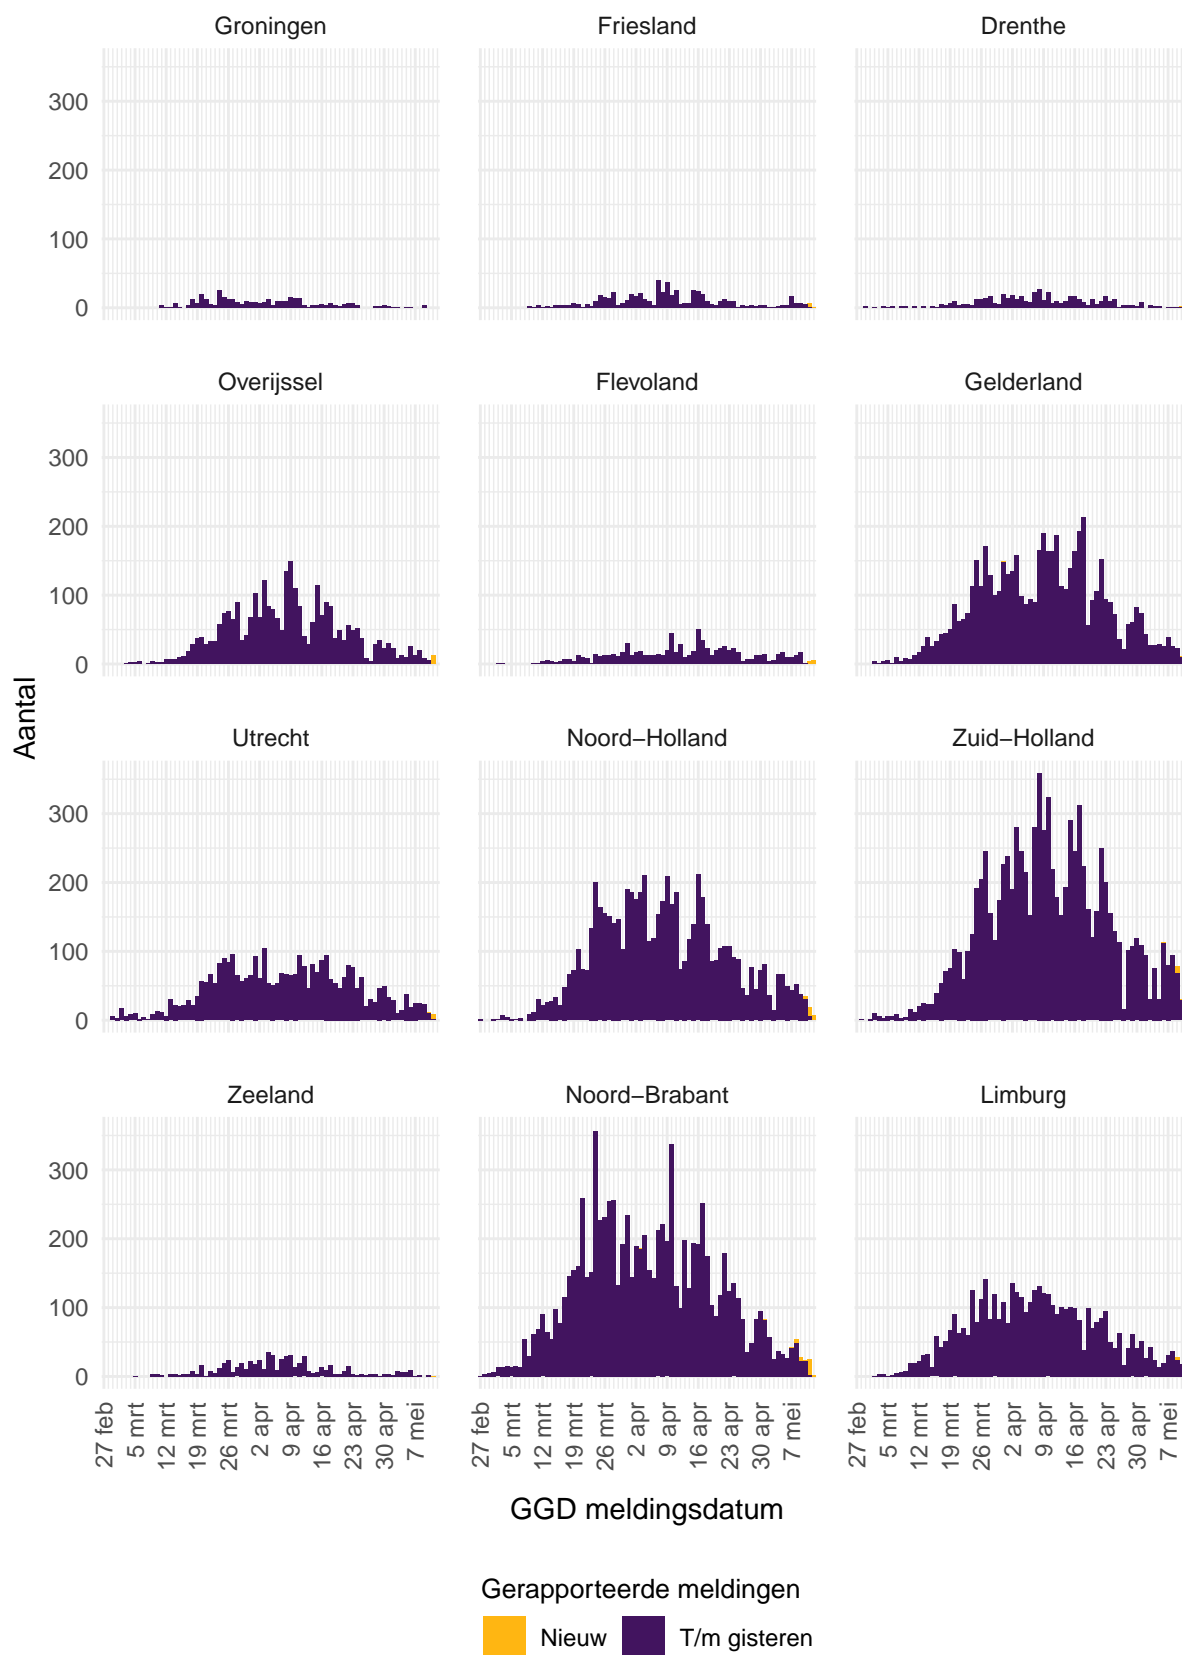 Groningen Friesland Drenthe
300
200
100
0
Overijssel Flevoland Gelderland
300
200
100
0
Aantal
Utrecht Noord−Holland Zuid−Holland
300
200
100
0
Zeeland Noord−Brabant Limburg
300
200
100
0
27 feb 5 mrt 12 mrt 19 mrt 26 mrt 2 apr 9 apr 16 apr 23 apr 30 apr 7 mei 27 feb 5 mrt 12 mrt 19 mrt 26 mrt 2 apr 9 apr 16 apr 23 apr 30 apr 7 mei 27 feb 5 mrt 12 mrt 19 mrt 26 mrt 2 apr 9 apr 16 apr 23 apr 30 apr 7 mei
GGD meldingsdatum
Gerapporteerde meldingen
Nieuw T/m gisteren